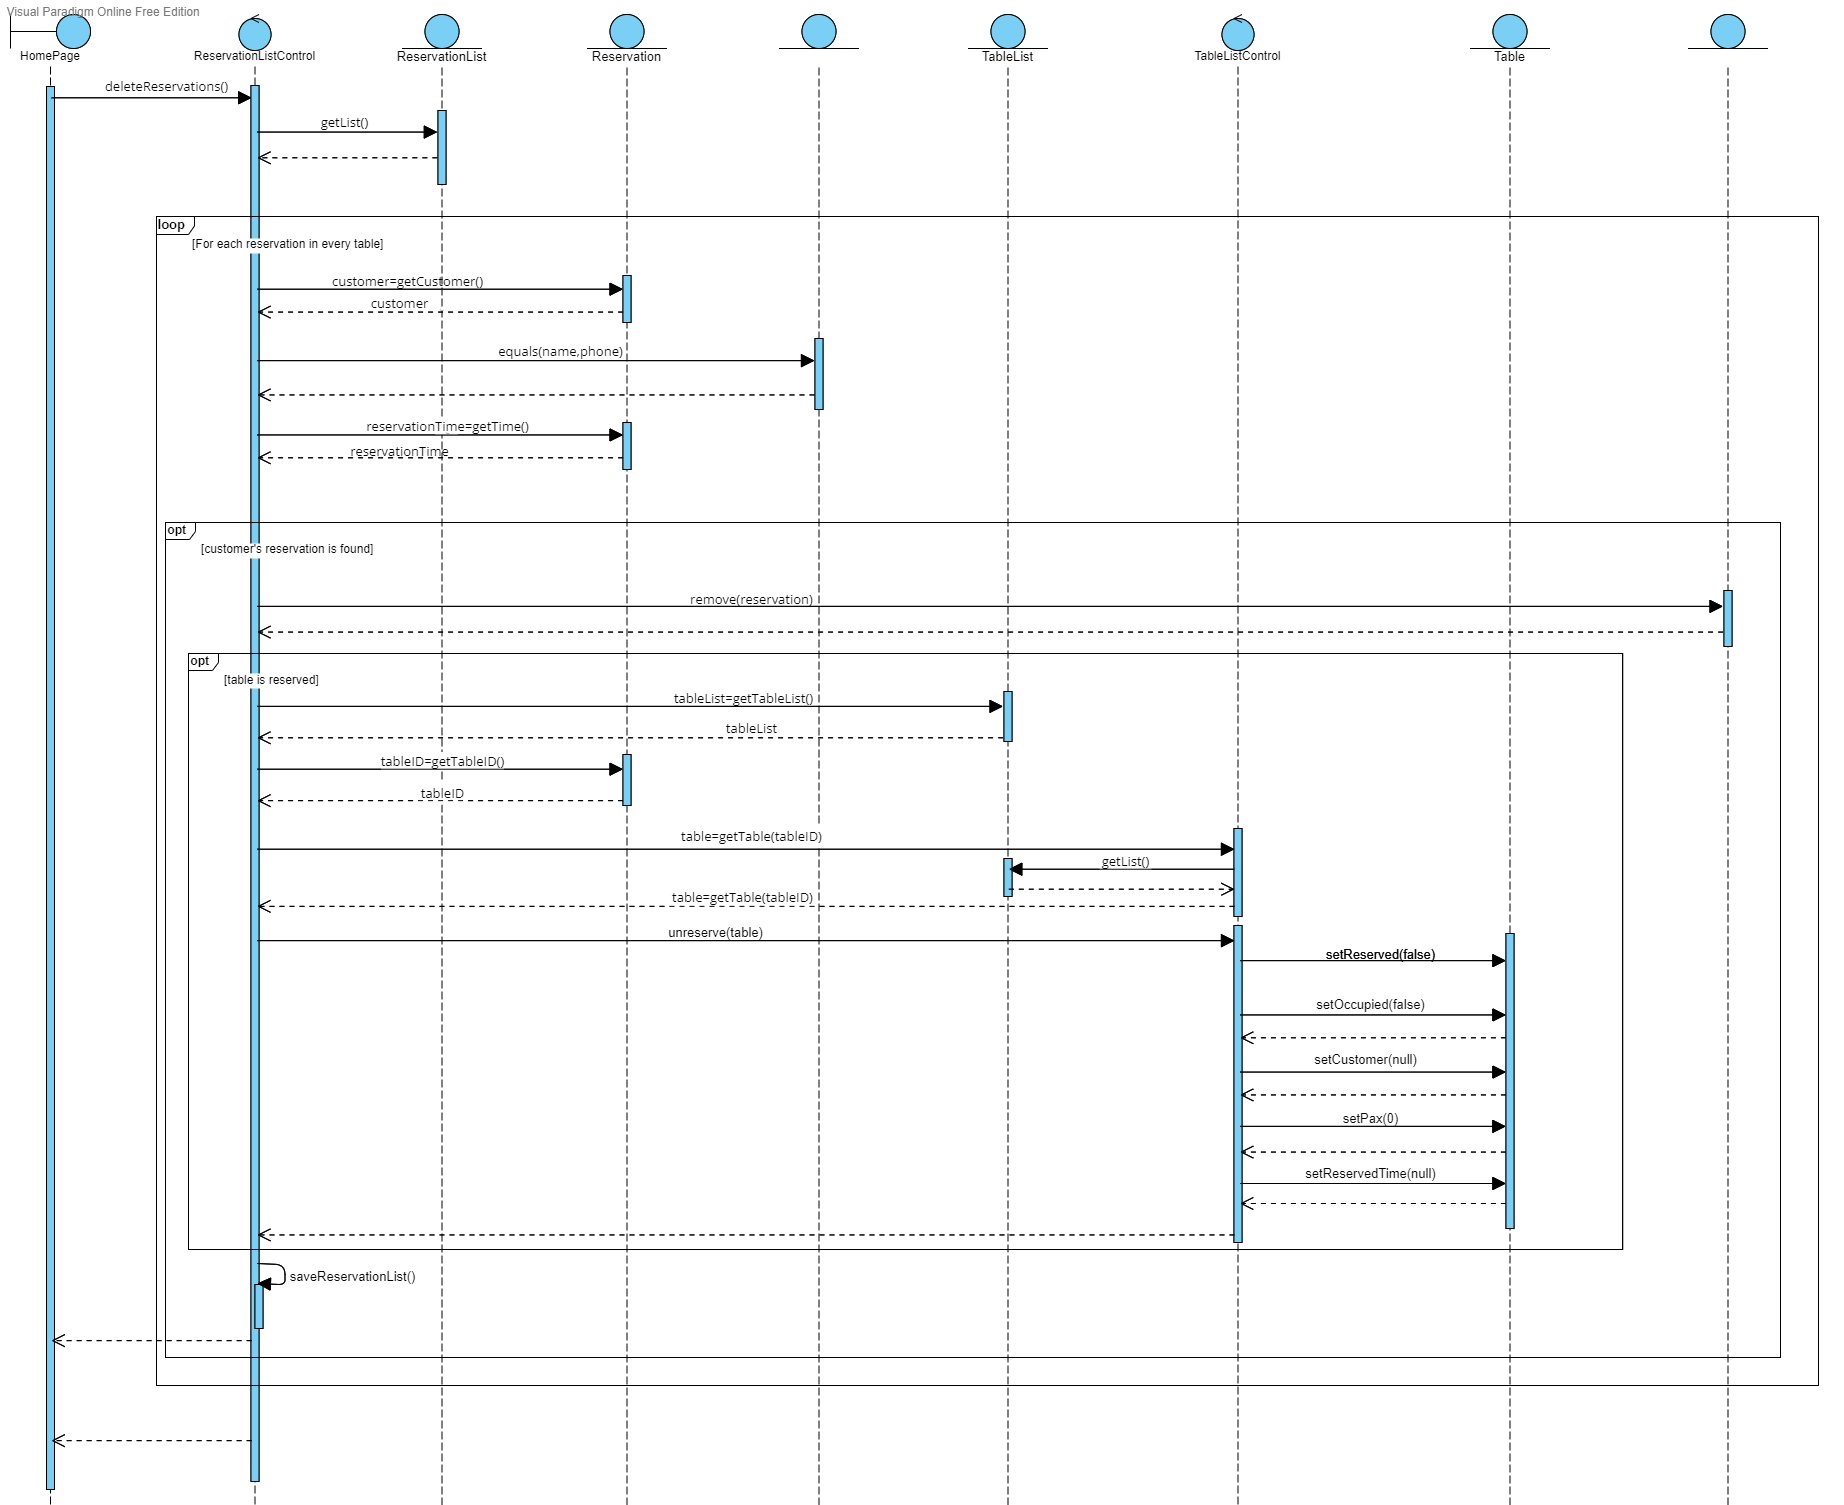 Visual Paradigm Online Free Edition
HomePage
ReservationListControl
ReservationList
Reservation
TableList
TableListControl
Table
deleteReservations()
getList()
loop
[For each reservation in every table]
customer=getCustomer()
customer
equals(name,phone)
reservationTime=getTime()
reservationTime
opt
[customer's reservation is found]
remove(reservation)
opt
[table is reserved]
tableList=getTableList()
tableList
tableID=getTableID()
tableID
table=getTable(tableID)
getList()
table=getTable(tableID)
unreserve(table)
setReserved(false)
setOccupied(false)
setCustomer(null)
setPax(0)
setReservedTime(null)
saveReservationList()